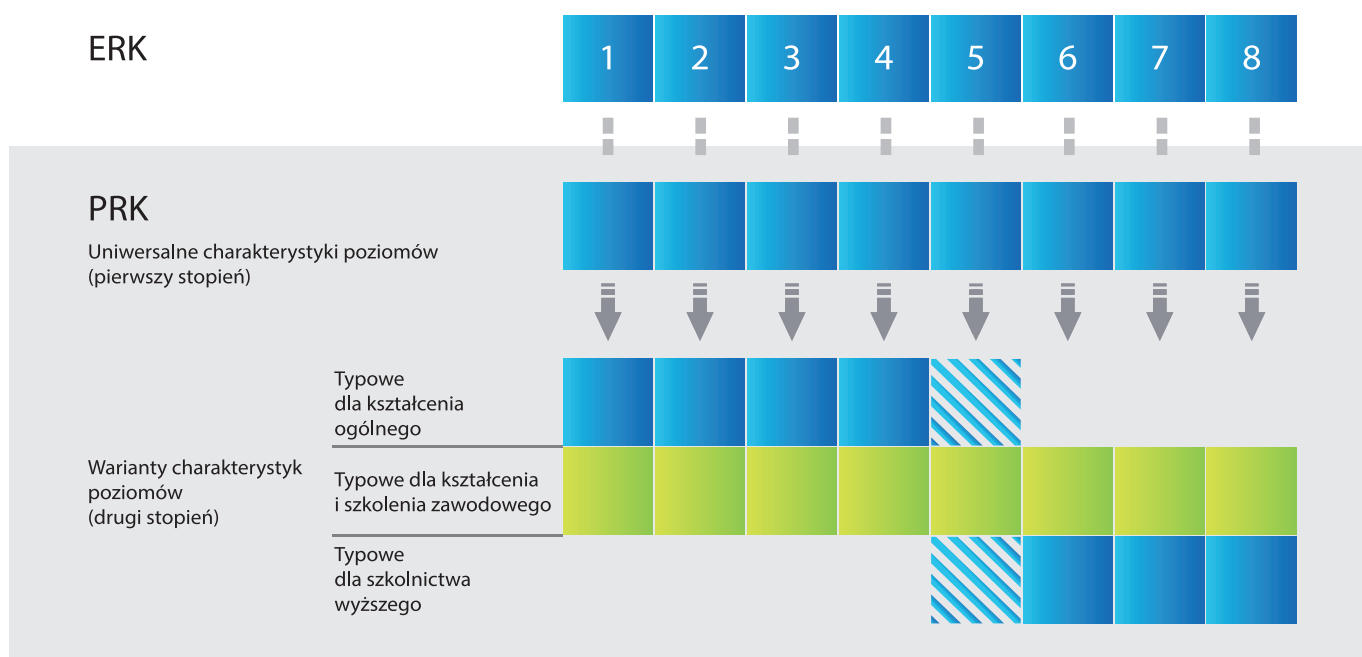 ERK
1 2 3 4 5 6 7 8
PRK
Uniwersalne charakterystyki poziomów
(pierwszy stopień)
Typowe
dla kształcenia
ogólnego
Warianty charakterystyk
poziomów
(drugi stopień)
Typowe dla kształcenia
i szkolenia zawodowego
Typowe
dla szkolnictwa
wyższego